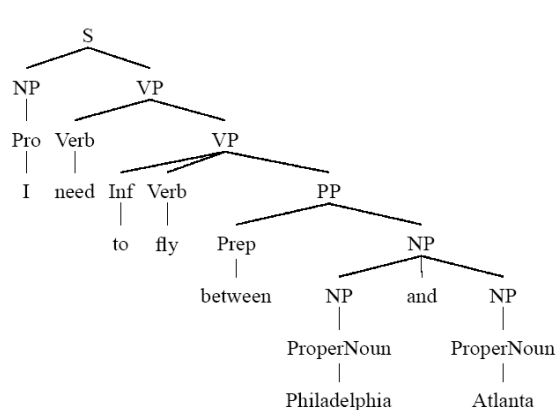 S
NP VP
Pro Verb VP
I need Inf Verb PP
to fly Prep NP
between NP and NP
ProperNoun ProperNoun
Philadelphia Atlanta